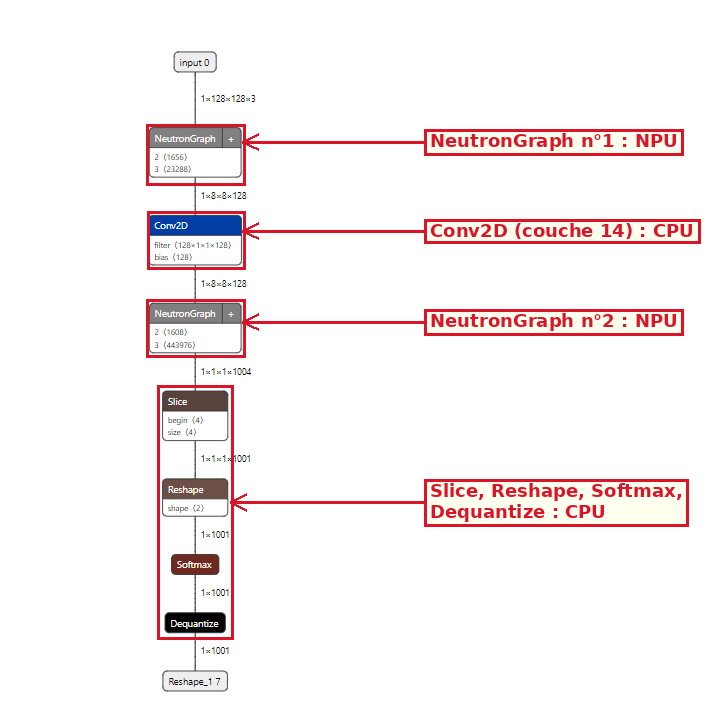 input 0
1×128×128×3
NeutronGraph +
2 ⟨1656⟩
3 ⟨23288⟩
NeutronGraph n°1 : NPU
1×8×8×128
Conv2D
filter ⟨128×1×1×128⟩
bias ⟨128⟩
Conv2D (couche 14) : CPU
1×8×8×128
NeutronGraph +
2 ⟨1608⟩
3 ⟨443976⟩
NeutronGraph n°2 : NPU
1×1×1×1004
Slice
begin ⟨4⟩
size ⟨4⟩
1×1×1×1001
Reshape
shape ⟨2⟩
Slice, Reshape, Softmax,
Dequantize : CPU
1×1001
Softmax
1×1001
Dequantize
1×1001
Reshape_1 7